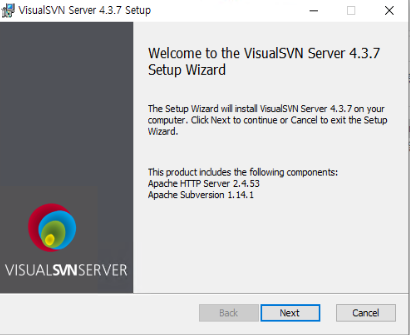 VisualSVN Server 4.3.7 Setup
Welcome to the VisualSVN Server 4.3.7
Setup Wizard
The Setup Wizard will install VisualSVN Server 4.3.7 on your
computer. Click Next to continue or Cancel to exit the Setup
Wizard.
This product includes the following components:
Apache HTTP Server 2.4.53
Apache Subversion 1.14.1
VISUALSVNSERVER
Back
Next
Cancel